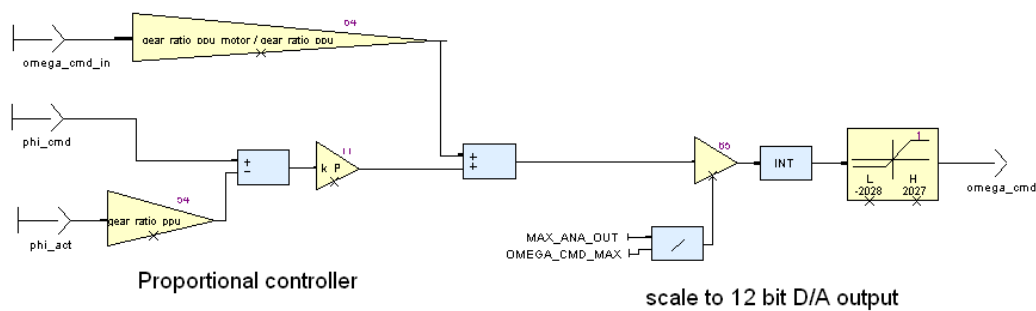 64
gear ratio ppu motor / gear ratio ppu
omega_cmd_in
phi_cmd
+
−
11
k P
+
+
65
INT
1
L H
-2028 2027
omega_cmd
54
gear ratio ppu
phi_act
MAX_ANA_OUT
OMEGA_CMD_MAX
/
Proportional controller
scale to 12 bit D/A output